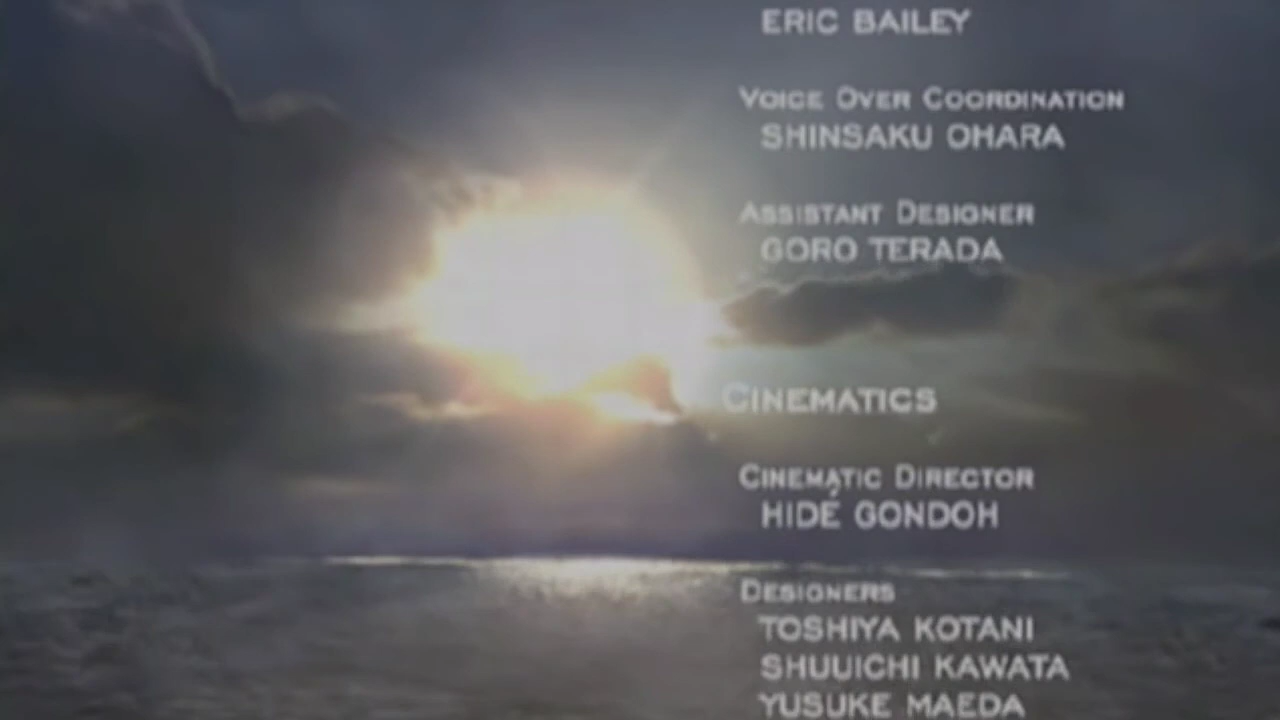 ERIC BAILEY
VOICE OVER COORDINATION
SHINSAKU OHARA
ASSISTANT DESIGNER
GORO TERADA
CINEMATICS
CINEMATIC DIRECTOR
HIDÉ GONDOH
DESIGNERS
TOSHIYA KOTANI
SHUUICHI KAWATA
YUSUKE MAEDA